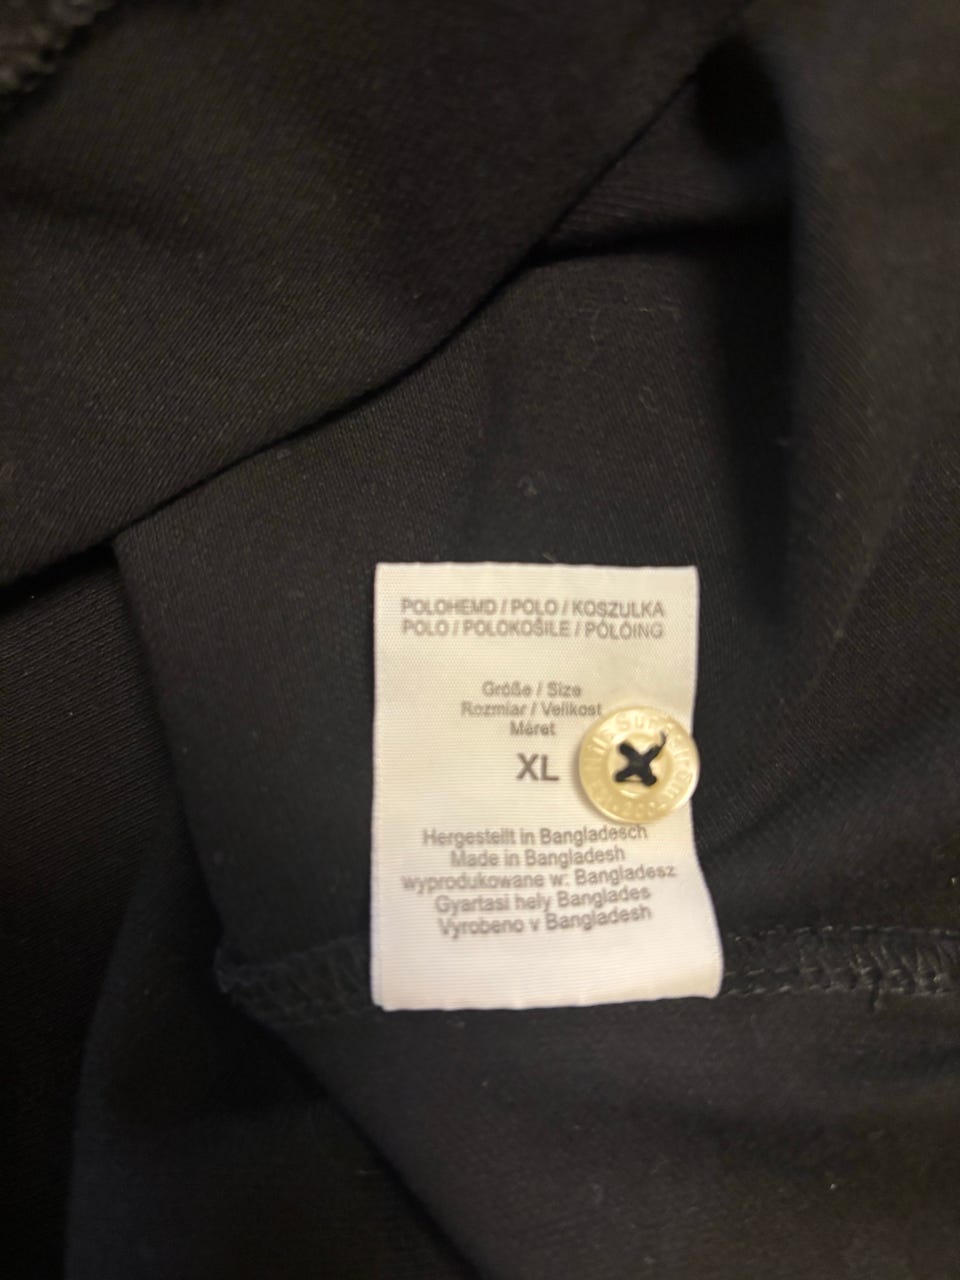 POLOHEMD / POLO / KOSZULKA
POLO / POLOKOŠILE / PÓLÓING
Größe / Size
Rozmiar / Velikost
Méret
XL
Hergestellt in Bangladesch
Made in Bangladesh
wyprodukowane w: Bangladesz
Gyartasi hely Banglades
Vyrobeno v Bangladesh